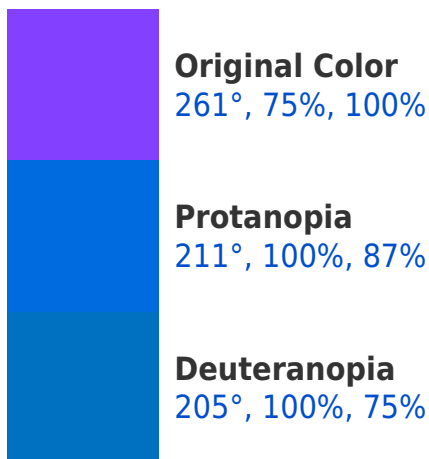 Original Color
261°, 75%, 100%
Protanopia
211°, 100%, 87%
Deuteranopia
205°, 100%, 75%